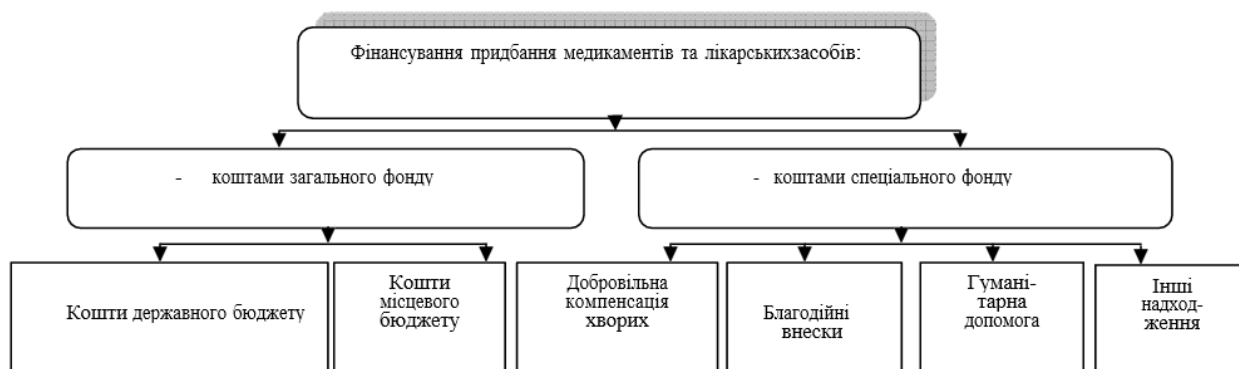 Фінансування придбання медикаментів та лікарськихзасобів:
- коштами загального фонду
- коштами спеціального фонду
Кошти державного бюджету
Кошти
місцевого
бюджету
Добровільна
компенсація
хворих
Благодійні
внески
Гумані-
тарна
допомога
Інші
надход-
ження